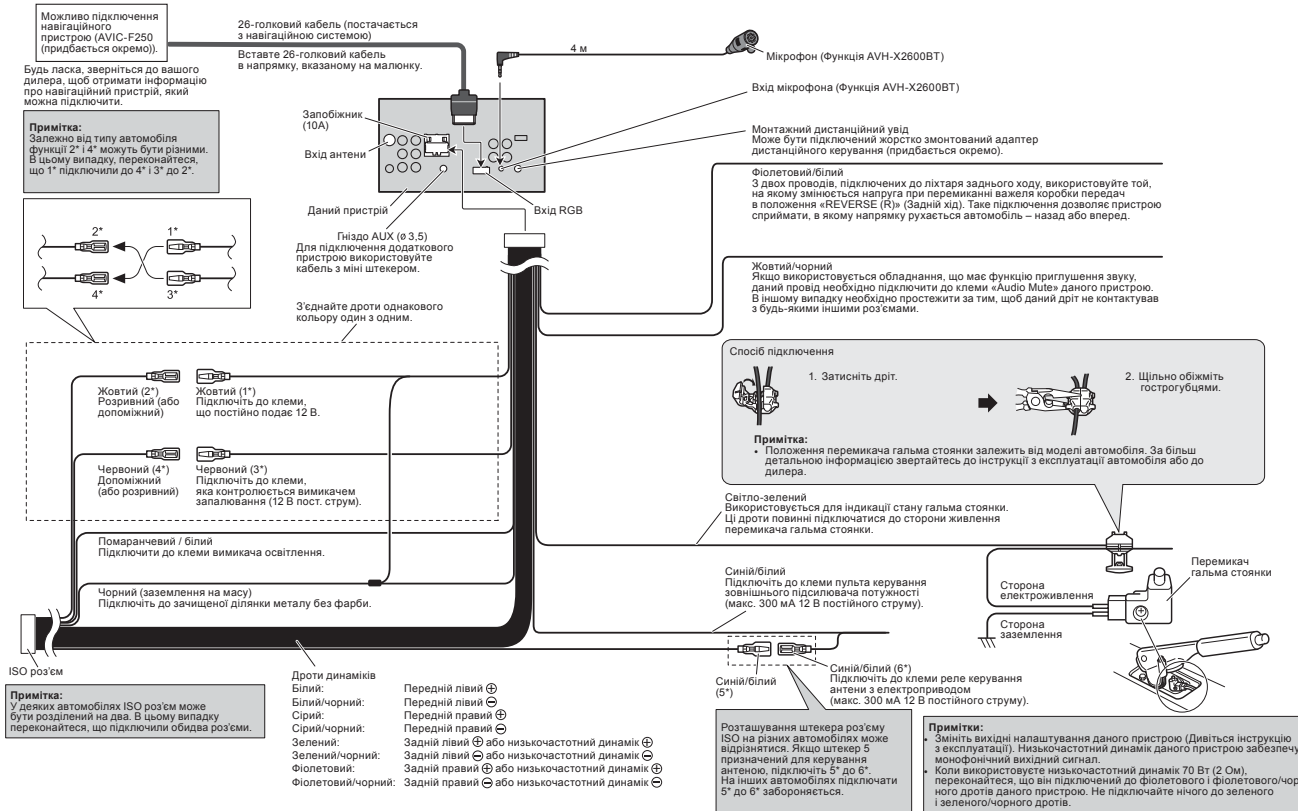 Можливо підключення
навігаційного
пристрою (AVIC-F250
(придбається окремо)).
Будь ласка, зверніться до вашого
дилера, щоб отримати інформацію
про навігаційний пристрій, який
можна підключити.
Примітка:
Залежно від типу автомобіля
функції 2* і 4* можуть бути різними.
В цьому випадку, переконайтеся,
що 1* підключили до 4* і 3* до 2*.
2*
1*
4*
3*
26-голковий кабель (постачається
з навігаційною системою)
Вставте 26-голковий кабель
в напрямку, вказаному на малюнку.
4 м
Мікрофон (Функція AVH-X2600BT)
Вхід мікрофона (Функція AVH-X2600BT)
Запобіжник
(10A)
Вхід антени
Даний пристрій
Вхід RGB
Гніздо AUX (ø 3,5)
Для підключення додаткового
пристрою використовуйте
кабель з міні штекером.
Монтажний дистанційний увід
Може бути підключений жорстко змонтований адаптер
дистанційного керування (придбається окремо).
Фіолетовий/білий
З двох проводів, підключених до ліхтаря заднього ходу, використовуйте той,
на якому змінюється напруга при перемиканні важеля коробки передач
в положення «REVERSE (R)» (Задній хід). Таке підключення дозволяє пристрою
сприймати, в якому напрямку рухається автомобіль – назад або вперед.
Жовтий/чорний
Якщо використовується обладнання, що має функцію приглушення звуку,
даний провід необхідно підключити до клеми «Audio Mute» даного пристрою.
В іншому випадку необхідно простежити за тим, щоб даний дріт не контактував
з будь-якими іншими роз'ємами.
З'єднайте дроти однакового
кольору один з одним.
Жовтий (2*)
Розривний (або
допоміжний)
Жовтий (1*)
Підключіть до клеми,
що постійно подає 12 В.
Червоний (4*)
Допоміжний
(або розривний)
Червоний (3*)
Підключіть до клеми,
яка контролюється вимикачем
запалювання (12 В пост. струм).
Помаранчевий / білий
Підключити до клеми вимикача освітлення.
Чорний (заземлення на масу)
Підключіть до зачищеної ділянки металу без фарби.
ISO роз'єм
Примітка:
У деяких автомобілях ISO роз'єм може
бути розділений на два. В цьому випадку
переконайтеся, що підключили обидва роз'єми.
Дроти динаміків
Білий: Передній лівий ⊕
Білий/чорний: Передній лівий ⊖
Сірий: Передній правий ⊕
Сірий/чорний: Передній правий ⊖
Зелений: Задній лівий ⊕ або низькочастотний динамік ⊕
Зелений/чорний: Задній лівий ⊖ або низькочастотний динамік ⊖
Фіолетовий: Задній правий ⊕ або низькочастотний динамік ⊕
Фіолетовий/чорний: Задній правий ⊖ або низькочастотний динамік ⊖
Спосіб підключення
1. Затисніть дріт.
2. Щільно обіжміть
гострогубцями.
Примітка:
• Положення перемикача гальма стоянки залежить від моделі автомобіля. За більш
детальною інформацією звертайтесь до інструкції з експлуатації автомобіля або до
дилера.
Світло-зелений
Використовується для індикації стану гальма стоянки.
Ці дроти повинні підключатися до сторони живлення
перемикача гальма стоянки.
Перемикач
гальма стоянки
Сторона
електроживлення
Сторона
заземлення
Синій/білий
Підключіть до клеми пульта керування
зовнішнього підсилювача потужності
(макс. 300 мА 12 В постійного струму).
Синій/білий
(5*)
Синій/білий (6*)
Підключіть до клеми реле керування
антени з електроприводом
(макс. 300 мА 12 В постійного струму).
Розташування штекера роз'єму
ISO на різних автомобілях може
відрізнятися. Якщо штекер 5
призначений для керування
антеною, підключіть 5* до 6*.
На інших автомобілях підключати
5* до 6* забороняється.
Примітки:
• Змініть вихідні налаштування даного пристрою (Дивіться інструкцію
з експлуатації). Низькочастотний динамік даного пристрою забезпечу
монофонічний вихідний сигнал.
• Коли використовуєте низькочастотний динамік 70 Вт (2 Ом),
переконайтеся, що він підключений до фіолетового і фіолетового/чор
ного дротів даного пристрою. Не підключайте нічого до зеленого
і зеленого/чорного дротів.